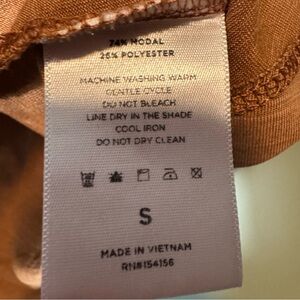 74% MODAL
26% POLYESTER
MACHINE WASHING WARM
GENTLE CYCLE
DO NOT BLEACH
LINE DRY IN THE SHADE
COOL IRON
DO NOT DRY CLEAN
S
MADE IN VIETNAM
RN#154156